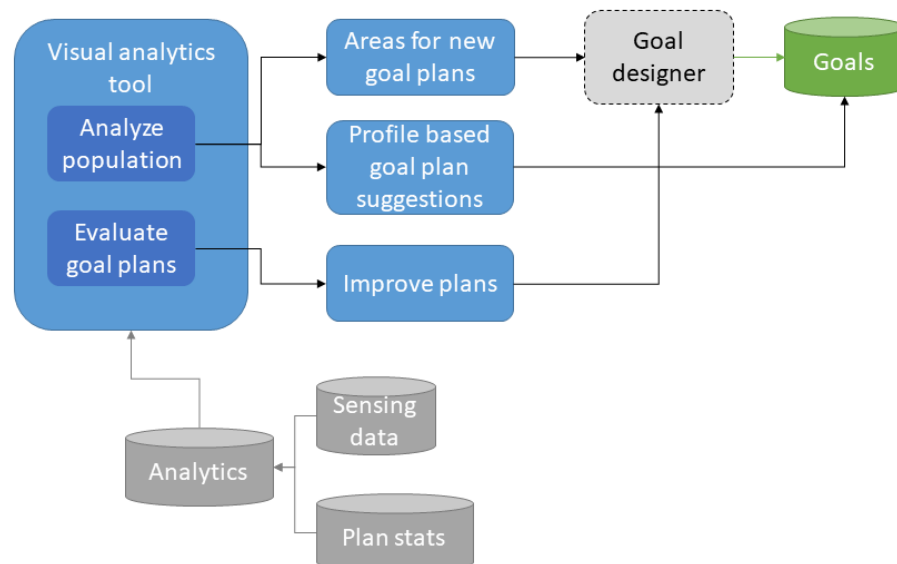 Visual analytics
tool
Analyze
population
Evaluate
goal plans
Areas for new
goal plans
Profile based
goal plan
suggestions
Improve plans
Goal
designer
Goals
Sensing
data
Analytics
Plan stats